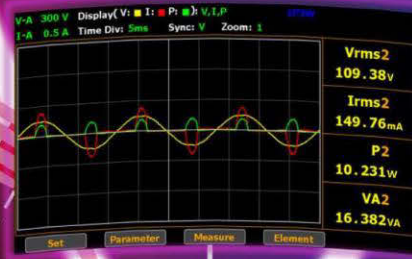 V-A 300 V Display( V: I: P: ): V,I,P
I-A 0.5 A Time Div: 5ms Sync: V Zoom: 1
Vrms2
109.38V
Irms2
149.76mA
P2
10.231W
VA2
16.382VA
Set Parameter Measure Element